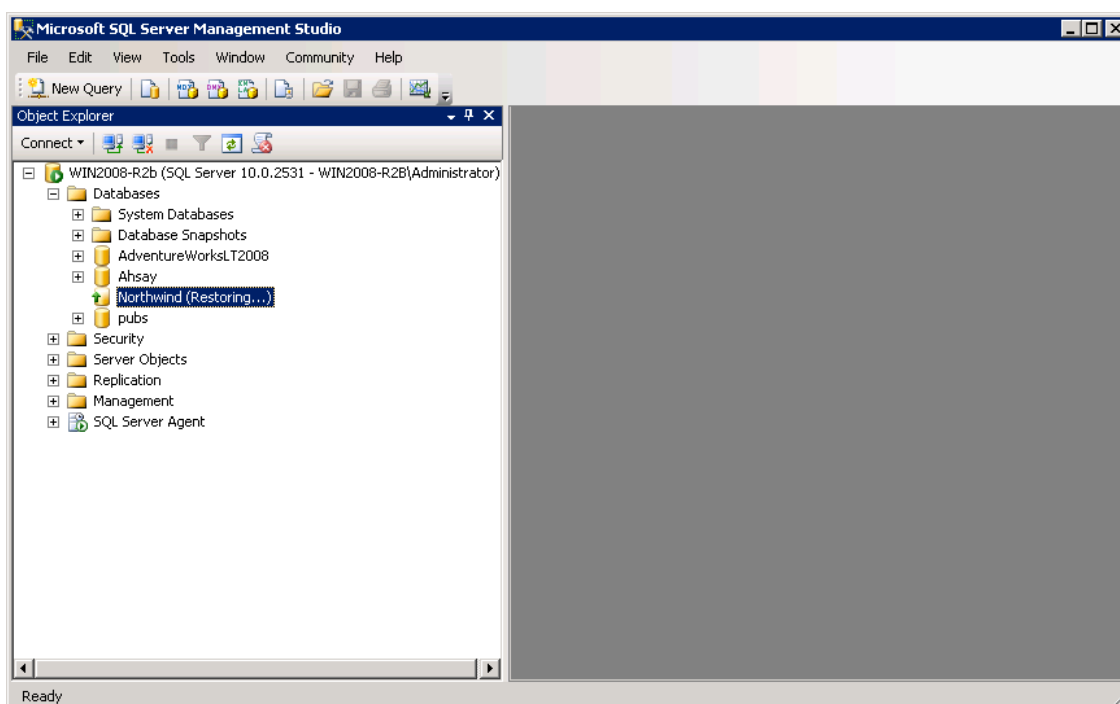 Microsoft SQL Server Management Studio
File Edit View Tools Window Community Help
New Query
Object Explorer
Connect
WIN2008-R2b (SQL Server 10.0.2531 - WIN2008-R2B\Administrator)
Databases
System Databases
Database Snapshots
AdventureWorksLT2008
Ahsay
Northwind (Restoring...)
pubs
Security
Server Objects
Replication
Management
SQL Server Agent
Ready